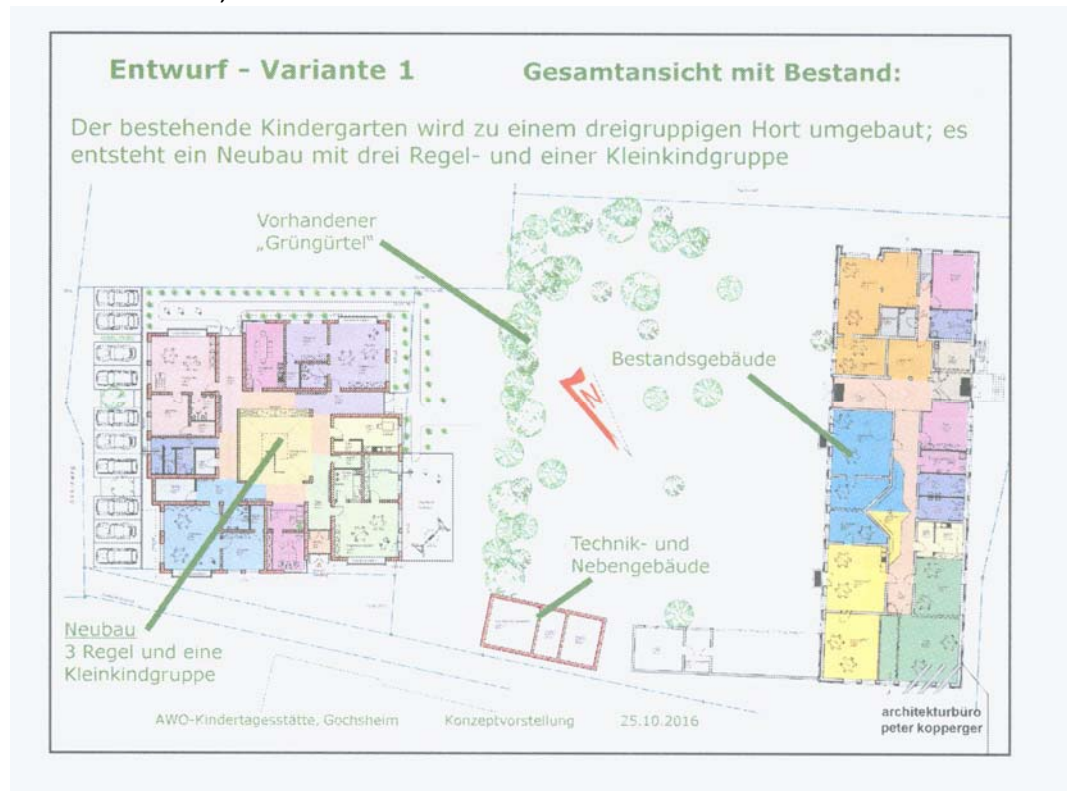 Entwurf - Variante 1
Gesamtansicht mit Bestand:
Der bestehende Kindergarten wird zu einem dreigruppigen Hort umgebaut; es
entsteht ein Neubau mit drei Regel- und einer Kleinkindgruppe
Vorhandener
„Grüngürtel"
Bestandsgebäude
Technik- und
Nebengebäude
Neubau
3 Regel und eine
Kleinkindgruppe
N
AWO-Kindertagesstätte, Gochsheim
Konzeptvorstellung
25.10.2016
architekturbüro
peter kopperger